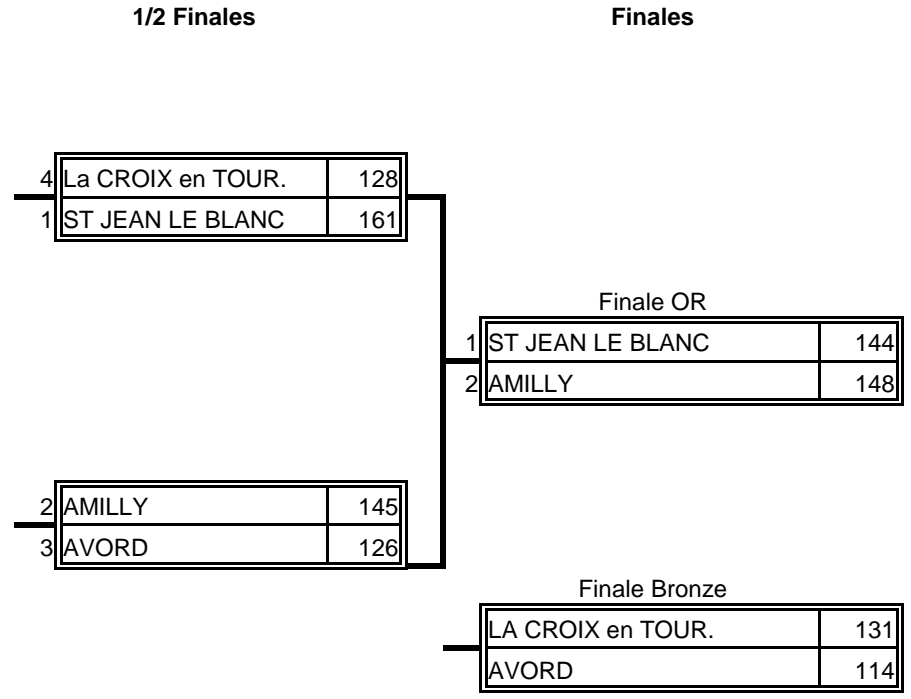 1/2 Finales Finales
4 La CROIX en TOUR. 128
1 ST JEAN LE BLANC 161
Finale OR
1 ST JEAN LE BLANC 144
2 AMILLY 148
2 AMILLY 145
3 AVORD 126
Finale Bronze
LA CROIX en TOUR. 131
AVORD 114